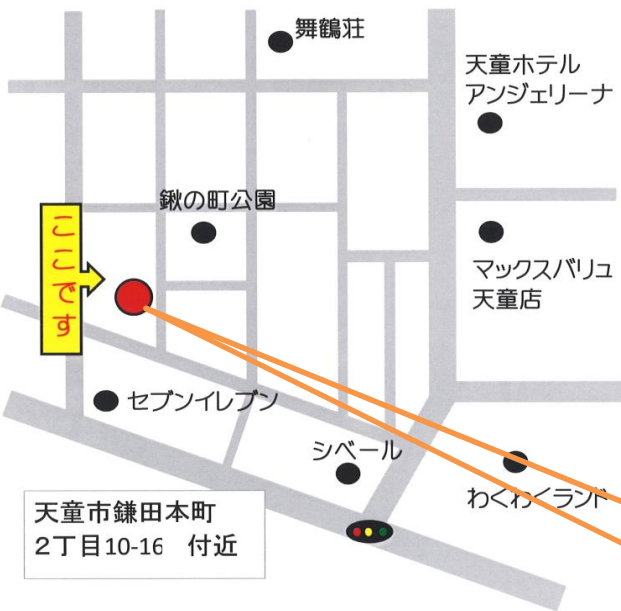 舞鶴荘
天童ホテル
アンジェリーナ
鍬の町公園
ここです
マックスバリュ
天童店
セブンイレブン
シベール
わくわくランド
天童市鎌田本町
2丁目10-16　付近